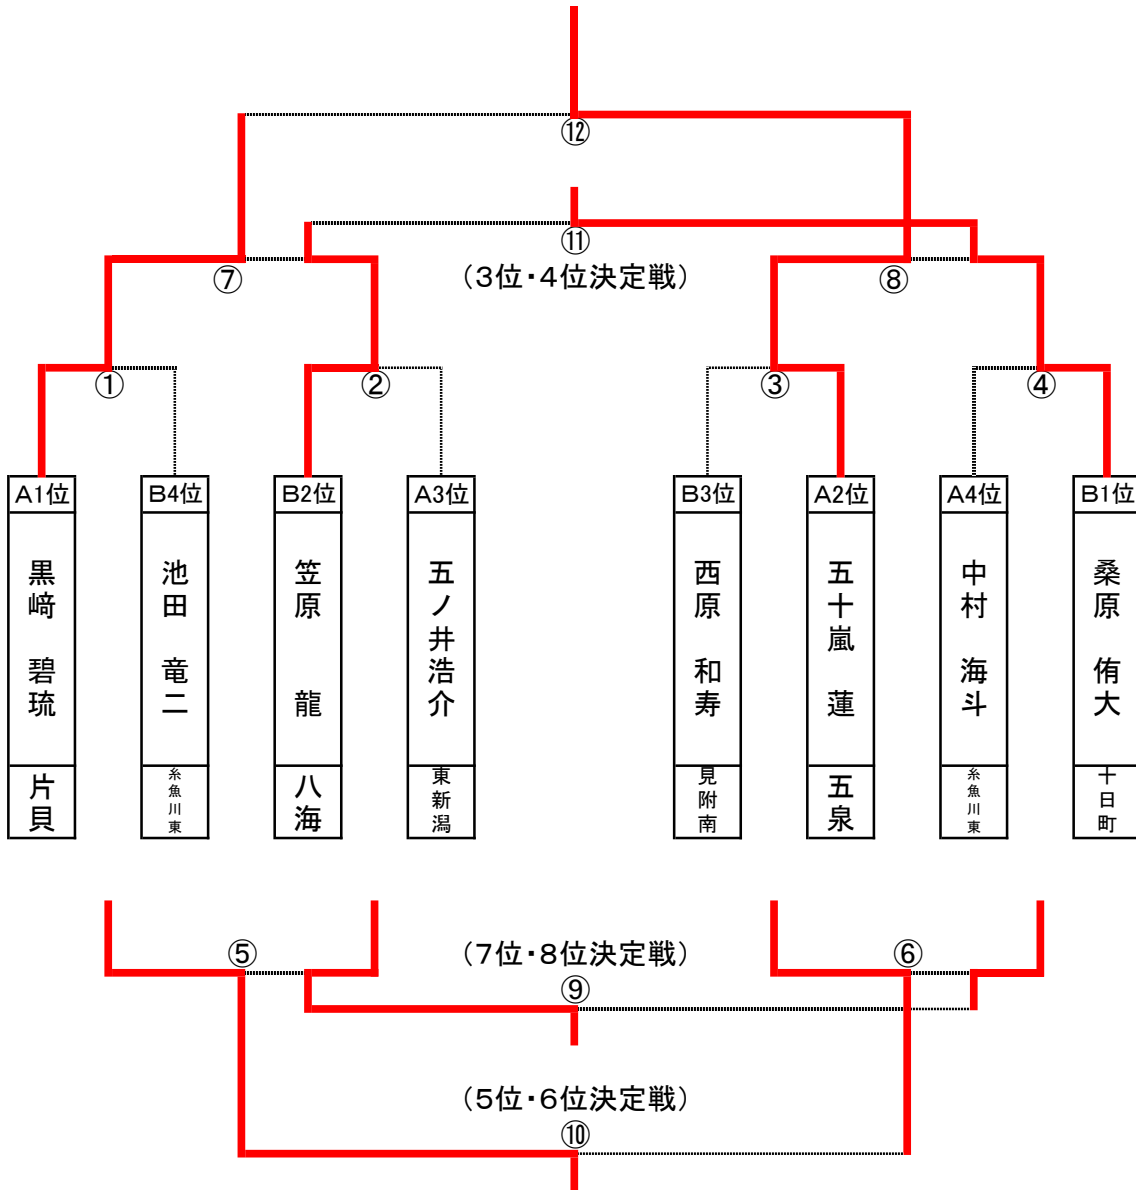 ⑫
⑪
(3位・4位決定戦)
⑦
⑧
①
②
③
④
A1位
B4位
B2位
A3位
B3位
A2位
A4位
B1位
黒﨑 碧琉
池田 竜二
笠原 龍
五ノ井浩介
西原 和寿
五十嵐 蓮
中村 海斗
桑原 侑大
片貝
糸魚川東
八海
東新潟
見附南
五泉
糸魚川東
十日町
⑤
(7位・8位決定戦)
⑥
⑨
(5位・6位決定戦)
⑩